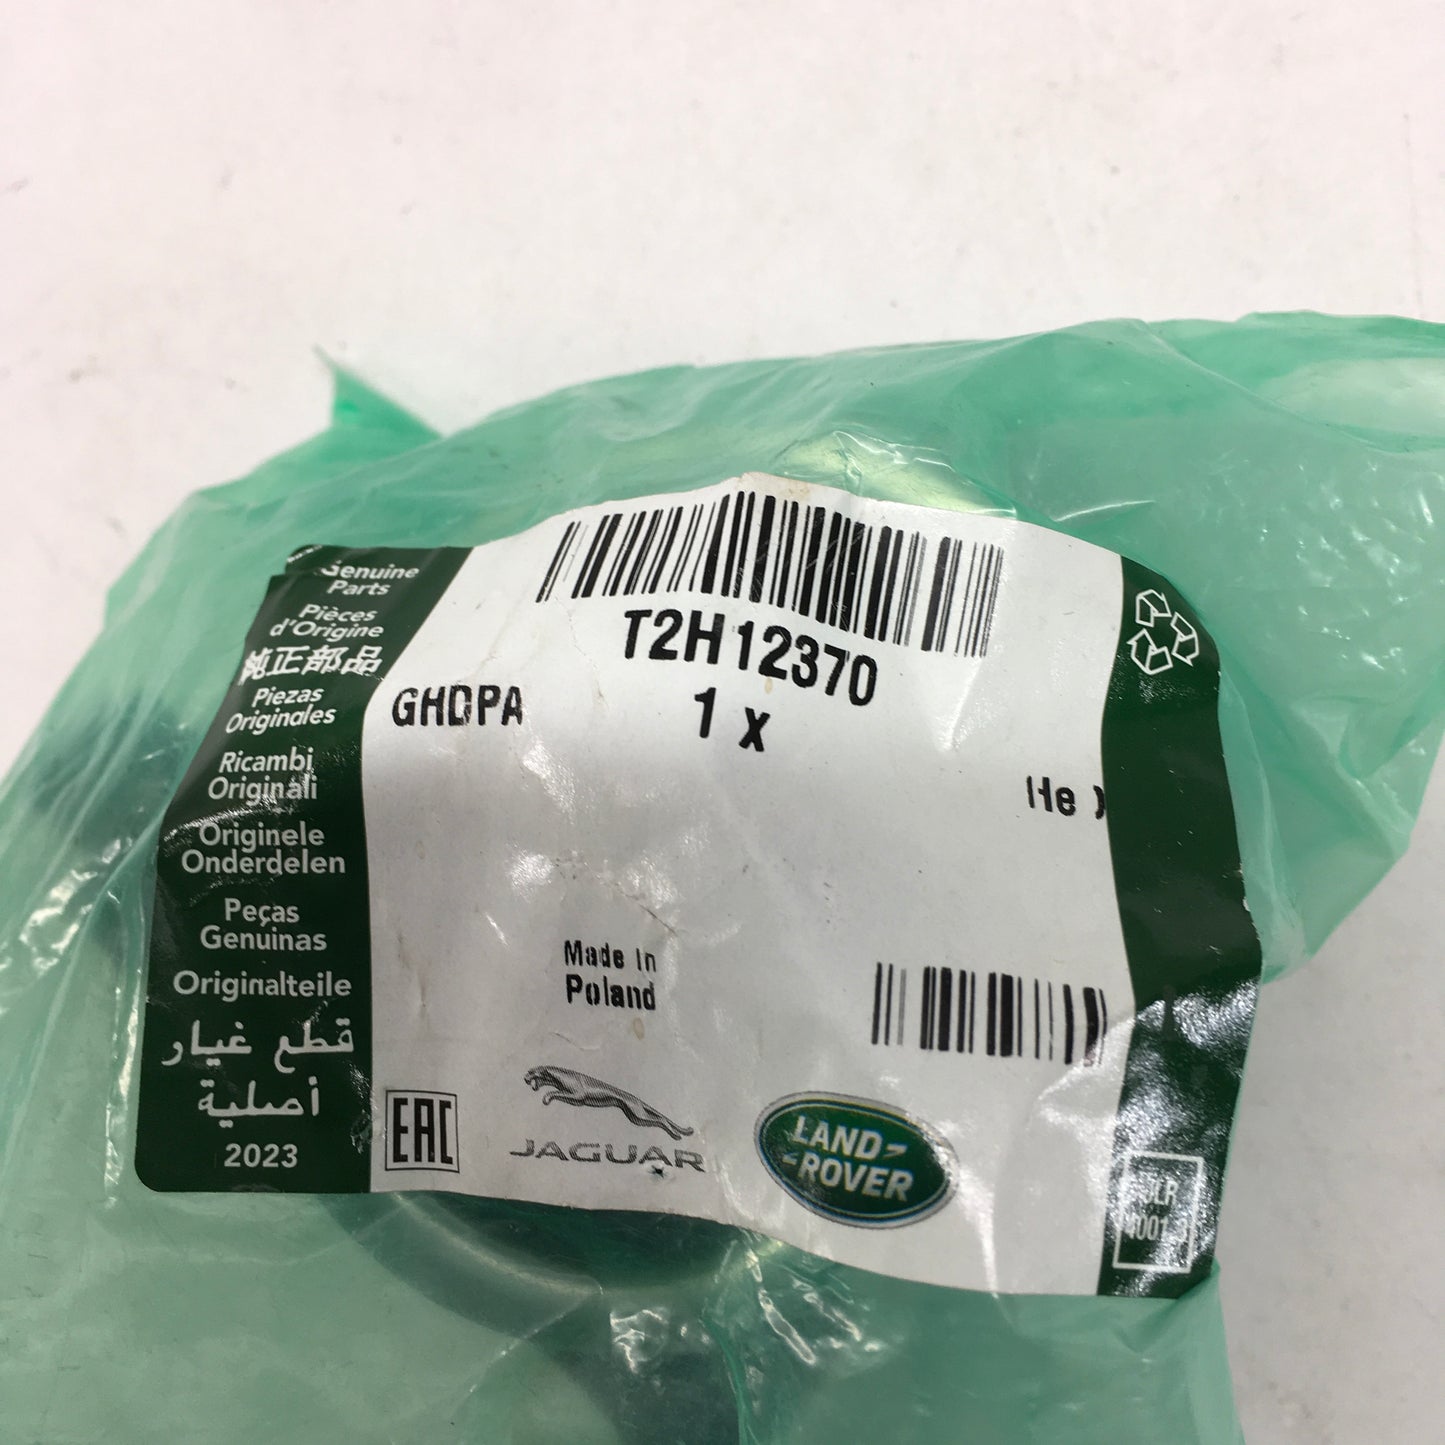 Genuine
Parts
Pièces
d'Origine
純正部品
Piezas
Originales
Ricambi
Originali
Originele
Onderdelen
Peças
Genuinas
Originalteile
قطع غيار
أصلية
2023
T2H12370
GHDPA
1 x
Made In
Poland
EAC
JAGUAR
LAND
ROVER